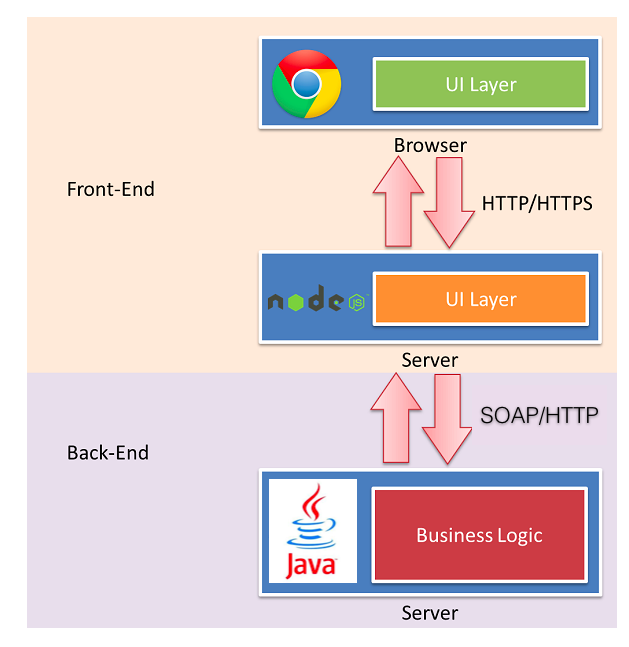 UI Layer
Browser
Front-End
HTTP/HTTPS
node JS
UI Layer
Server
SOAP/HTTP
Back-End
Java
Business Logic
Server